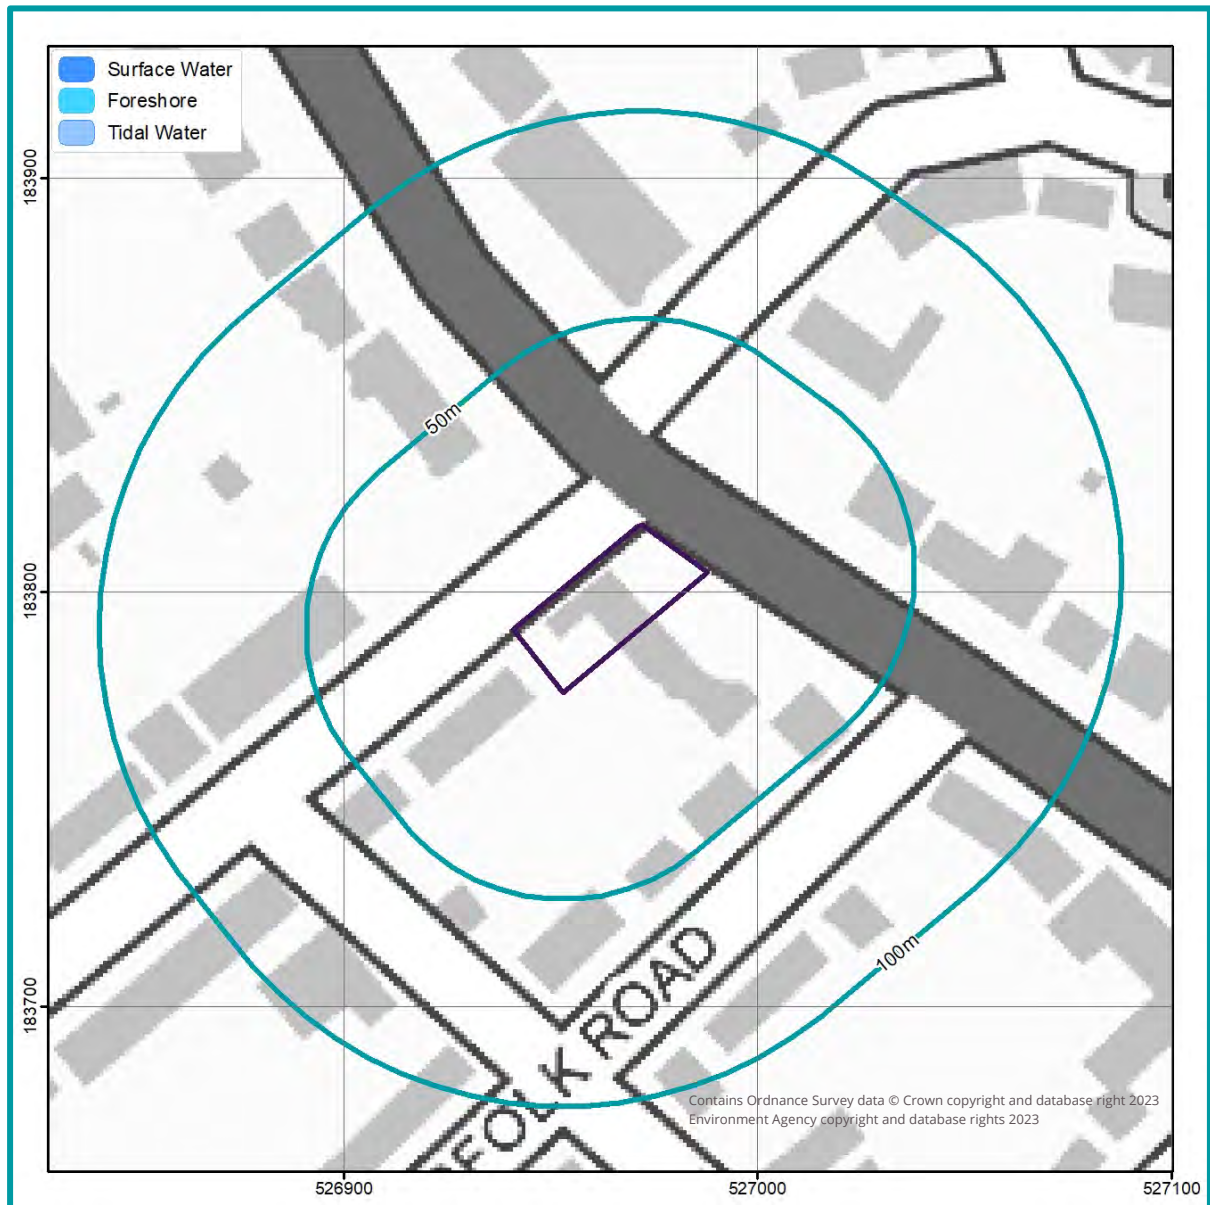 Surface Water
Foreshore
Tidal Water
183900
50m
183800
100m
183700
FOLK ROAD
Contains Ordnance Survey data © Crown copyright and database right 2023
Environment Agency copyright and database rights 2023
526900
527000
527100